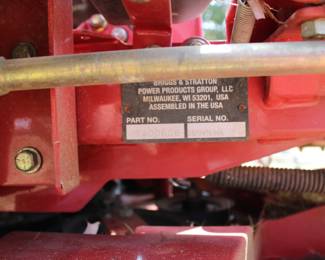 BRIGGS & STRATTON
POWER PRODUCTS GROUP, LLC
MILWAUKEE, WI 53201, USA
ASSEMBLED IN THE USA
PART NO. SERIAL NO.